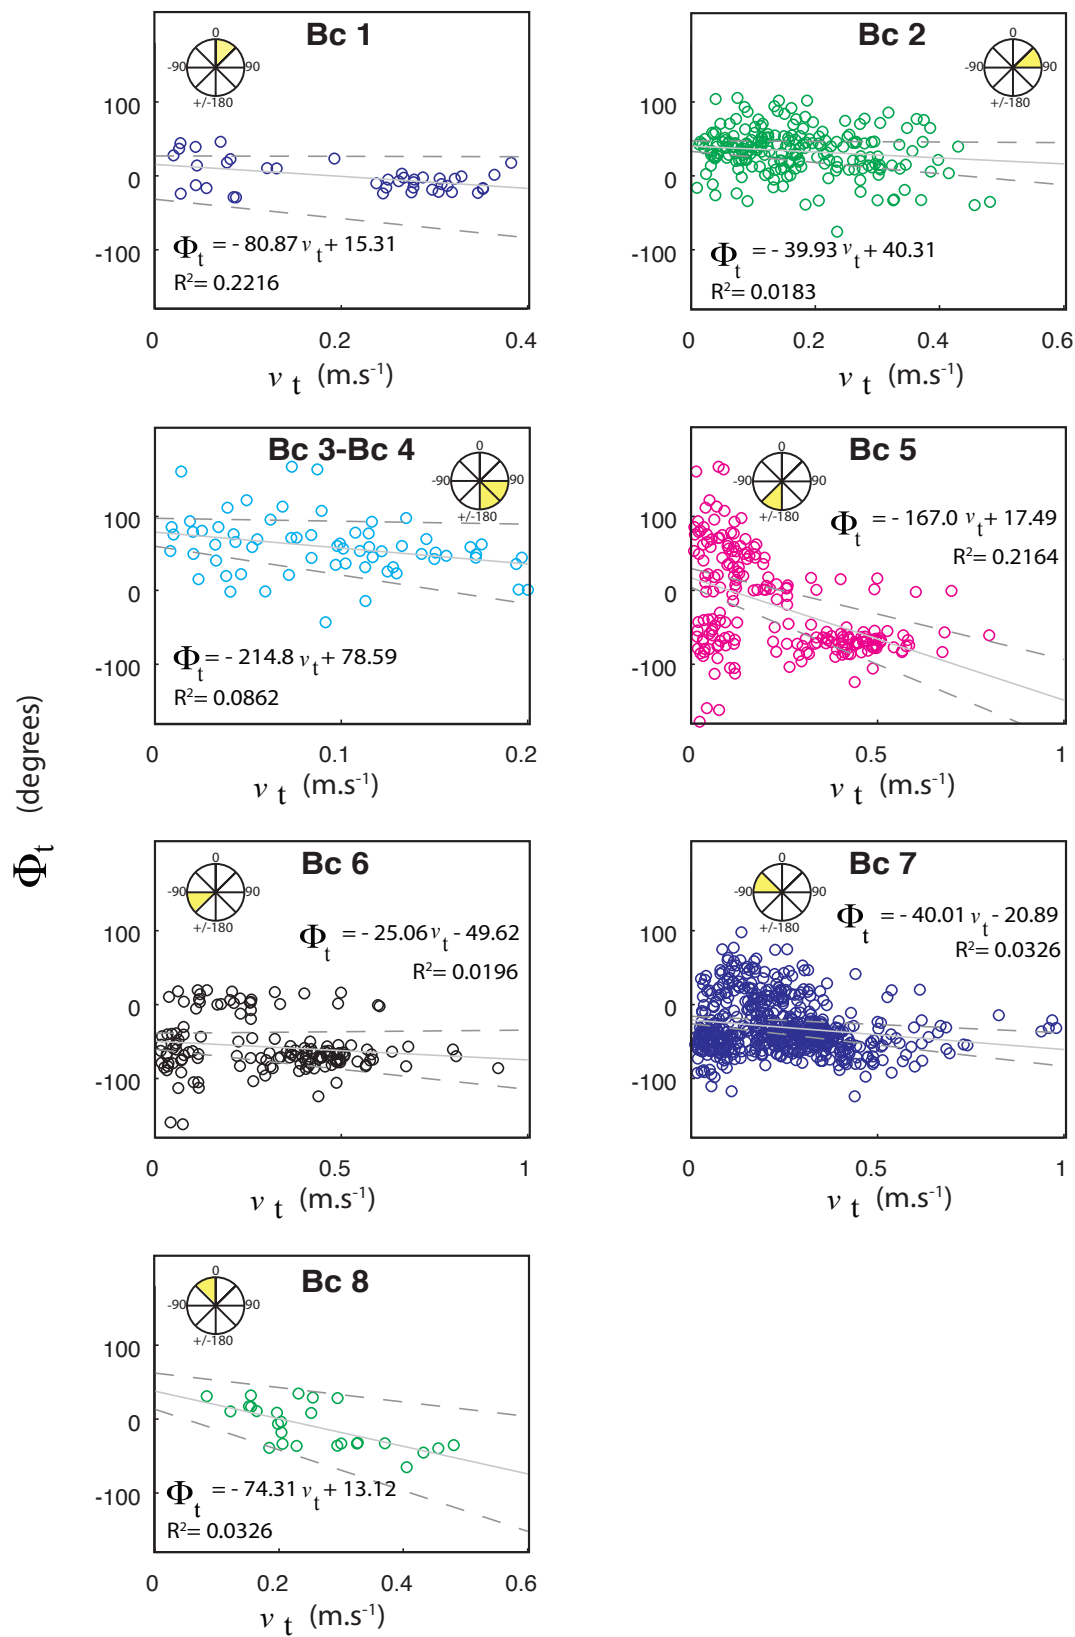 Bc 1
0
-90 90
+/-180
100
0
-100
Φt = - 80.87 vt + 15.31
R²= 0.2216
0 0.2 0.4
v t (m.s⁻¹)
Bc 2
0
-90 90
+/-180
100
0
-100
Φt = - 39.93 vt + 40.31
R²= 0.0183
0 0.2 0.4 0.6
v t (m.s⁻¹)
Bc 3-Bc 4
0
-90 90
+/-180
100
0
-100
Φt = - 214.8 vt + 78.59
R²= 0.0862
0 0.1 0.2
v t (m.s⁻¹)
Bc 5
0
-90 90
+/-180
Φt = - 167.0 vt + 17.49
R²= 0.2164
100
0
-100
0 0.5 1
v t (m.s⁻¹)
Φt (degrees)
Bc 6
0
-90 90
+/-180
Φt = - 25.06 vt - 49.62
R²= 0.0196
100
0
-100
0 0.5 1
v t (m.s⁻¹)
Bc 7
0
-90 90
+/-180
Φt = - 40.01 vt - 20.89
R²= 0.0326
100
0
-100
0 0.5 1
v t (m.s⁻¹)
Bc 8
0
-90 90
+/-180
100
0
-100
Φt = - 74.31 vt + 13.12
R²= 0.0326
0 0.2 0.4 0.6
v t (m.s⁻¹)